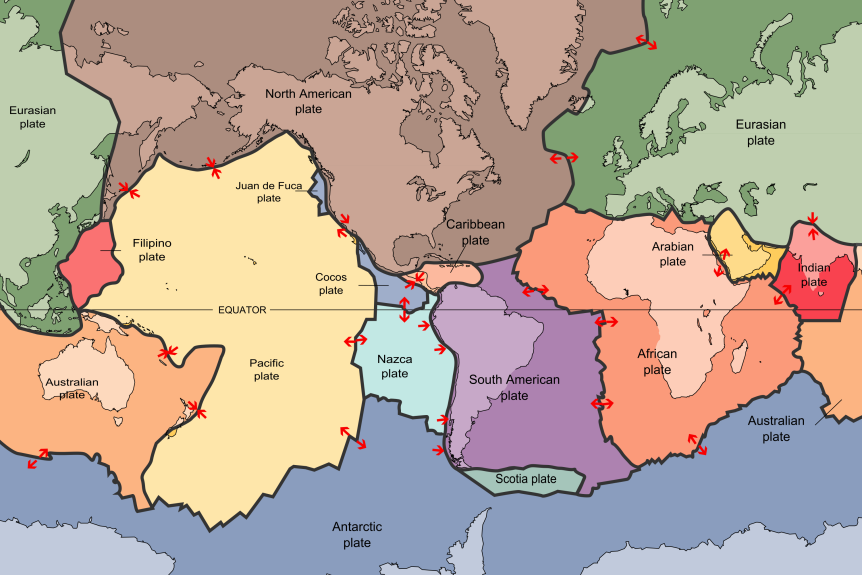 Eurasian
plate
North American
plate
Eurasian
plate
Juan de Fuca
plate
Caribbean
plate
Filipino
plate
Arabian
plate
Cocos
plate
Indian
plate
EQUATOR
Pacific
plate
Nazca
plate
African
plate
Australian
plate
South American
plate
Australian
plate
Scotia plate
Antarctic
plate